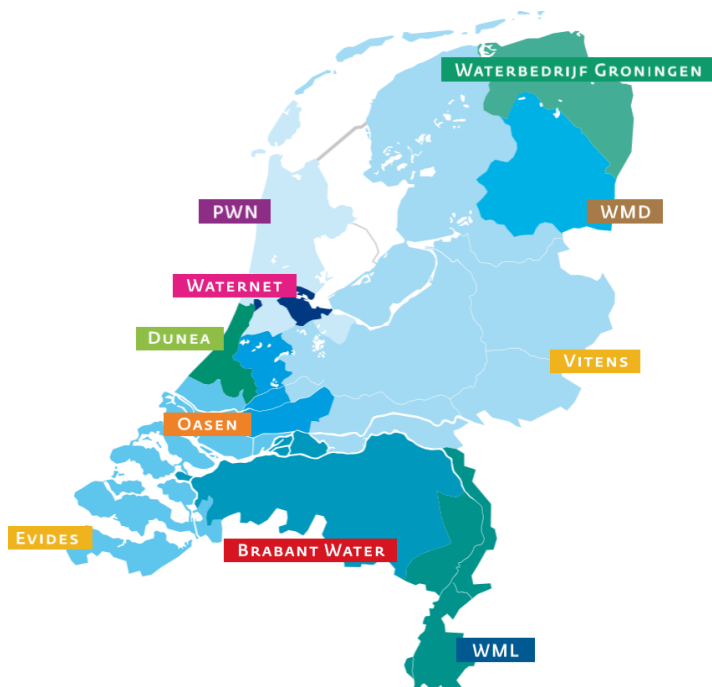 Waterbedrijf Groningen
PWN
WMD
Waternet
Dunea
Vitens
Oasen
Evides
Brabant Water
WML